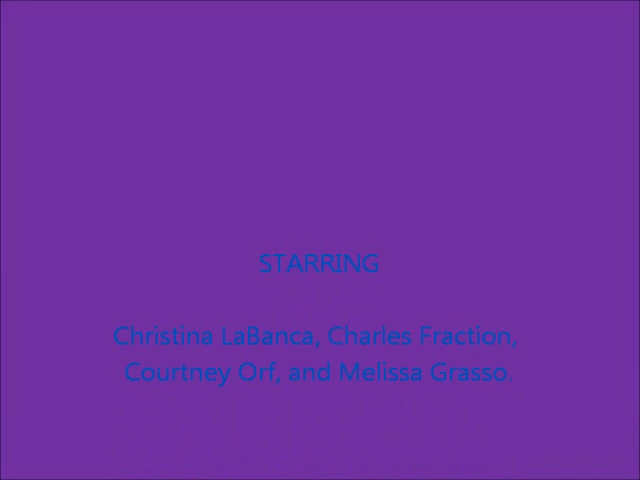 STARRING
Christina LaBanca, Charles Fraction,
Courtney Orf, and Melissa Grasso.